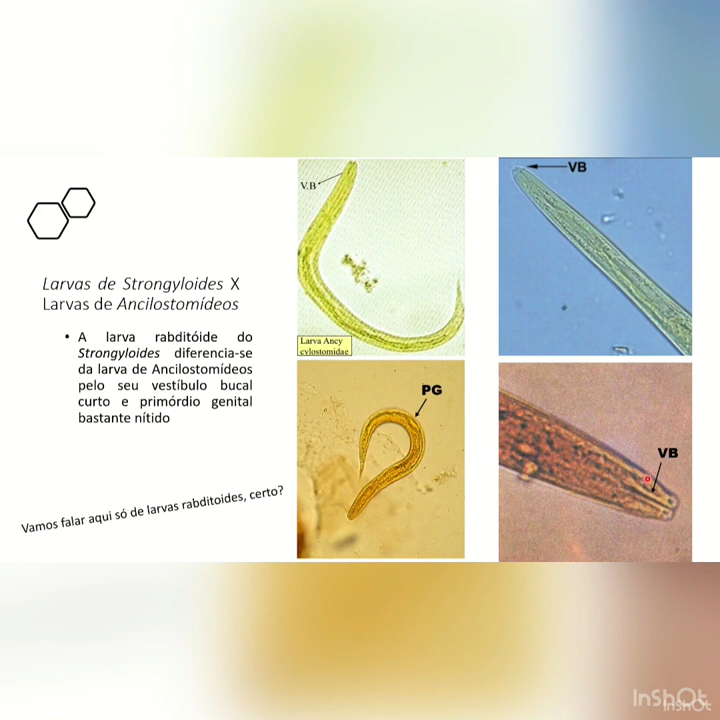 Larvas de Strongyloides X
Larvas de Ancilostomídeos
• A larva rabditóide do
Strongyloides diferencia-se
da larva de Ancilostomídeos
pelo seu vestíbulo bucal
curto e primórdio genital
bastante nítido
Vamos falar aqui só de larvas rabditoides, certo?
V.B
Larva Ancy
cylostomidae
VB
PG
VB
InShOt
InShOt